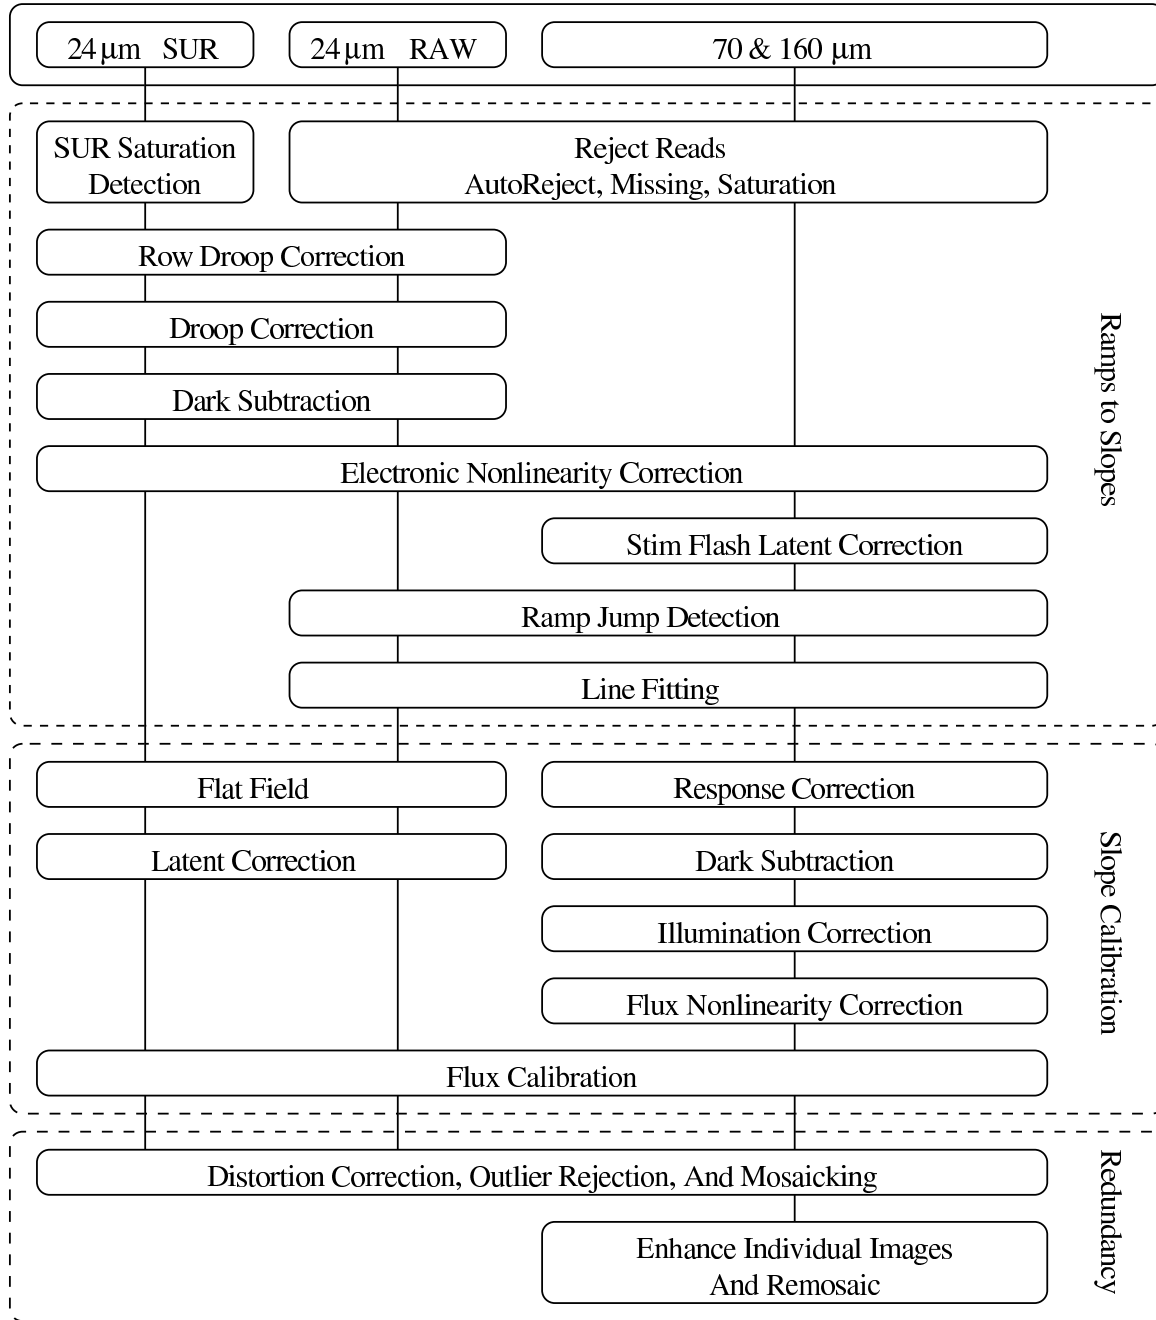 24 μm SUR
24 μm RAW
70 & 160 μm
SUR Saturation
Detection
Reject Reads
AutoReject, Missing, Saturation
Row Droop Correction
Droop Correction
Dark Subtraction
Electronic Nonlinearity Correction
Stim Flash Latent Correction
Ramp Jump Detection
Line Fitting
Ramps to Slopes
Flat Field
Response Correction
Latent Correction
Dark Subtraction
Illumination Correction
Flux Nonlinearity Correction
Flux Calibration
Slope Calibration
Distortion Correction, Outlier Rejection, And Mosaicking
Enhance Individual Images
And Remosaic
Redundancy